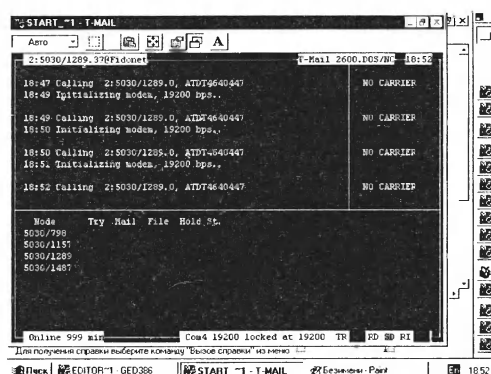 START_~1 - T-MAIL
Авто
2:5030/1289.37@Fidonet T-Mail 2600.DOS/NC 18:52
18:47 Calling 2:5030/1289.0, ATDT4640447 NO CARRIER
18:49 Initializing modem, 19200 bps..
18:49 Calling 2:5030/1289.0, ATDT4640447 NO CARRIER
18:50 Initializing modem, 19200 bps..
18:50 Calling 2:5030/1289.0, ATDT4640447 NO CARRIER
18:51 Initializing modem, 19200 bps..
18:52 Calling 2:5030/1289.0, ATDT4640447 NO CARRIER
Node Try Mail File Hold St.
5030/798
5030/1157
5030/1289
5030/1487
Online 999 min Com4 19200 locked at 19200 TR RD SD RI
Для получения справки выберите команду "Вызов справки" из меню
Пуск EDITOR~1 - GED386 START_~1 - T-MAIL Безимени - Paint En 18:52